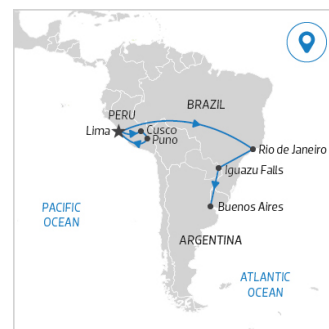 PERU
BRAZIL
Lima
Cusco
Puno
Rio de Janeiro
Iguazu Falls
PACIFIC
OCEAN
Buenos Aires
ARGENTINA
ATLANTIC
OCEAN